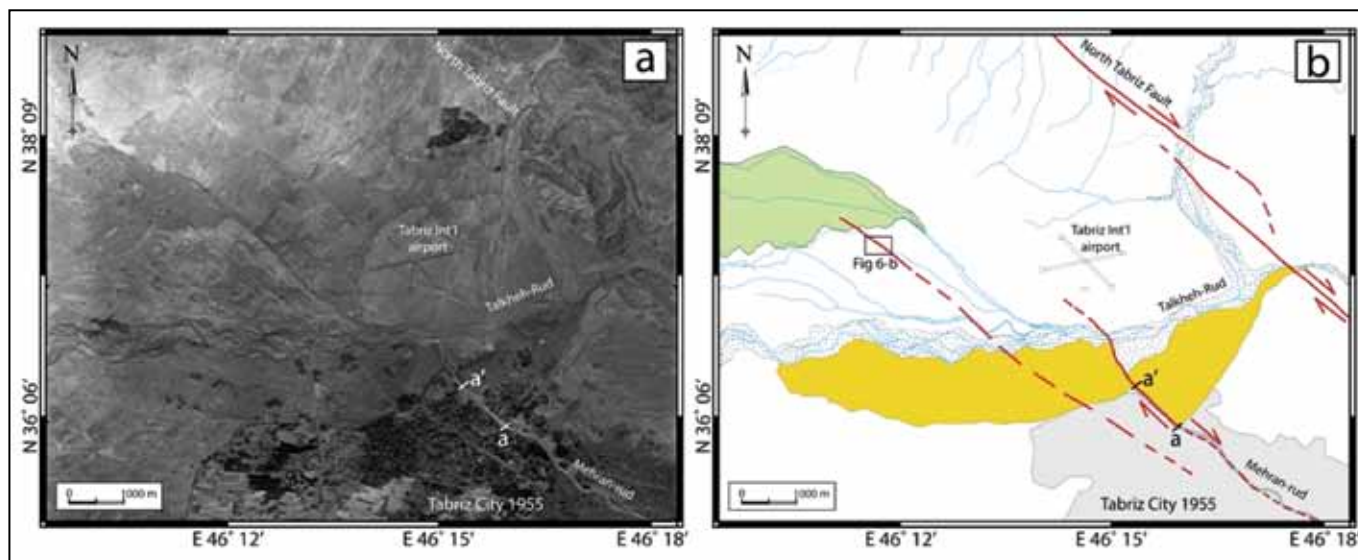 a
N
North Tabriz Fault
N 38° 09'
Tabriz Int'l
airport
Talkheh-Rud
a'
a
N 36° 06'
Mehran-rud
0
1000 m
Tabriz City 1955
E 46° 12'
E 46° 15'
E 46° 18'
b
N
North Tabriz Fault
N 38° 09'
Tabriz Int'l
airport
Fig 6-b
Talkheh-Rud
a'
a
N 36° 06'
Mehran-rud
0
1000 m
Tabriz City 1955
E 46° 12'
E 46° 15'
E 46° 18'